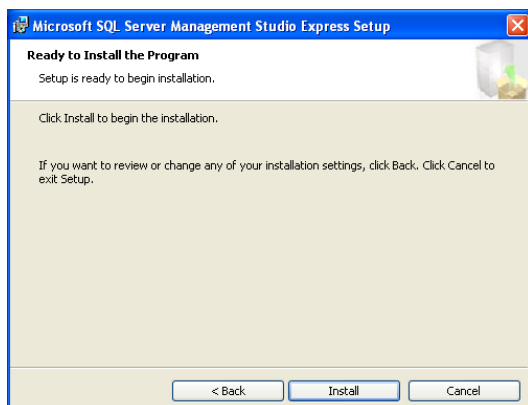 Microsoft SQL Server Management Studio Express Setup
Ready to Install the Program
Setup is ready to begin installation.
Click Install to begin the installation.
If you want to review or change any of your installation settings, click Back. Click Cancel to
exit Setup.
< Back Install Cancel